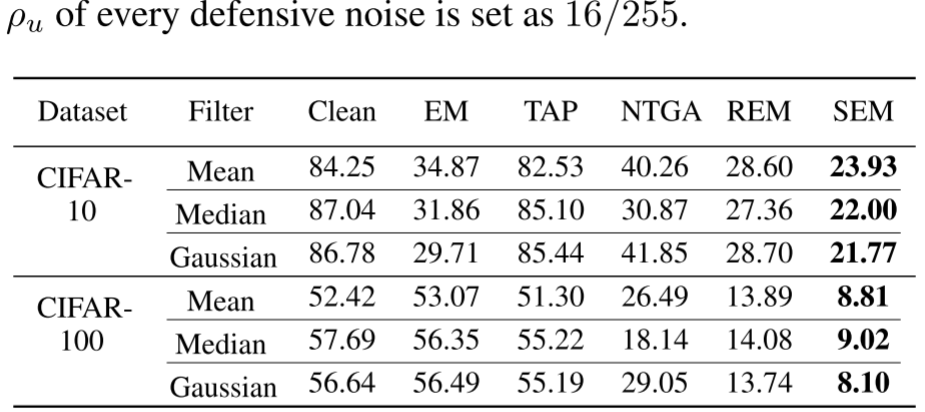 ρᵤ of every defensive noise is set as 16/255.
Dataset Filter Clean EM TAP NTGA REM SEM
CIFAR-10 Mean 84.25 34.87 82.53 40.26 28.60 23.93
Median 87.04 31.86 85.10 30.87 27.36 22.00
Gaussian 86.78 29.71 85.44 41.85 28.70 21.77
CIFAR-100 Mean 52.42 53.07 51.30 26.49 13.89 8.81
Median 57.69 56.35 55.22 18.14 14.08 9.02
Gaussian 56.64 56.49 55.19 29.05 13.74 8.10